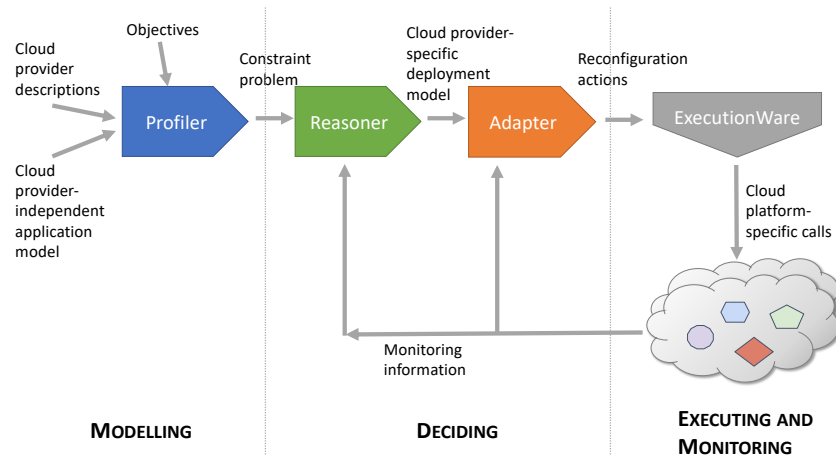 Objectives
Cloud
provider
descriptions
Profiler
Cloud
provider-
independent
application
model
Constraint
problem
Reasoner
Cloud provider-
specific
deployment
model
Adapter
Reconfiguration
actions
ExecutionWare
Cloud
platform-
specific calls
Monitoring
information
MODELLING
DECIDING
EXECUTING AND
MONITORING